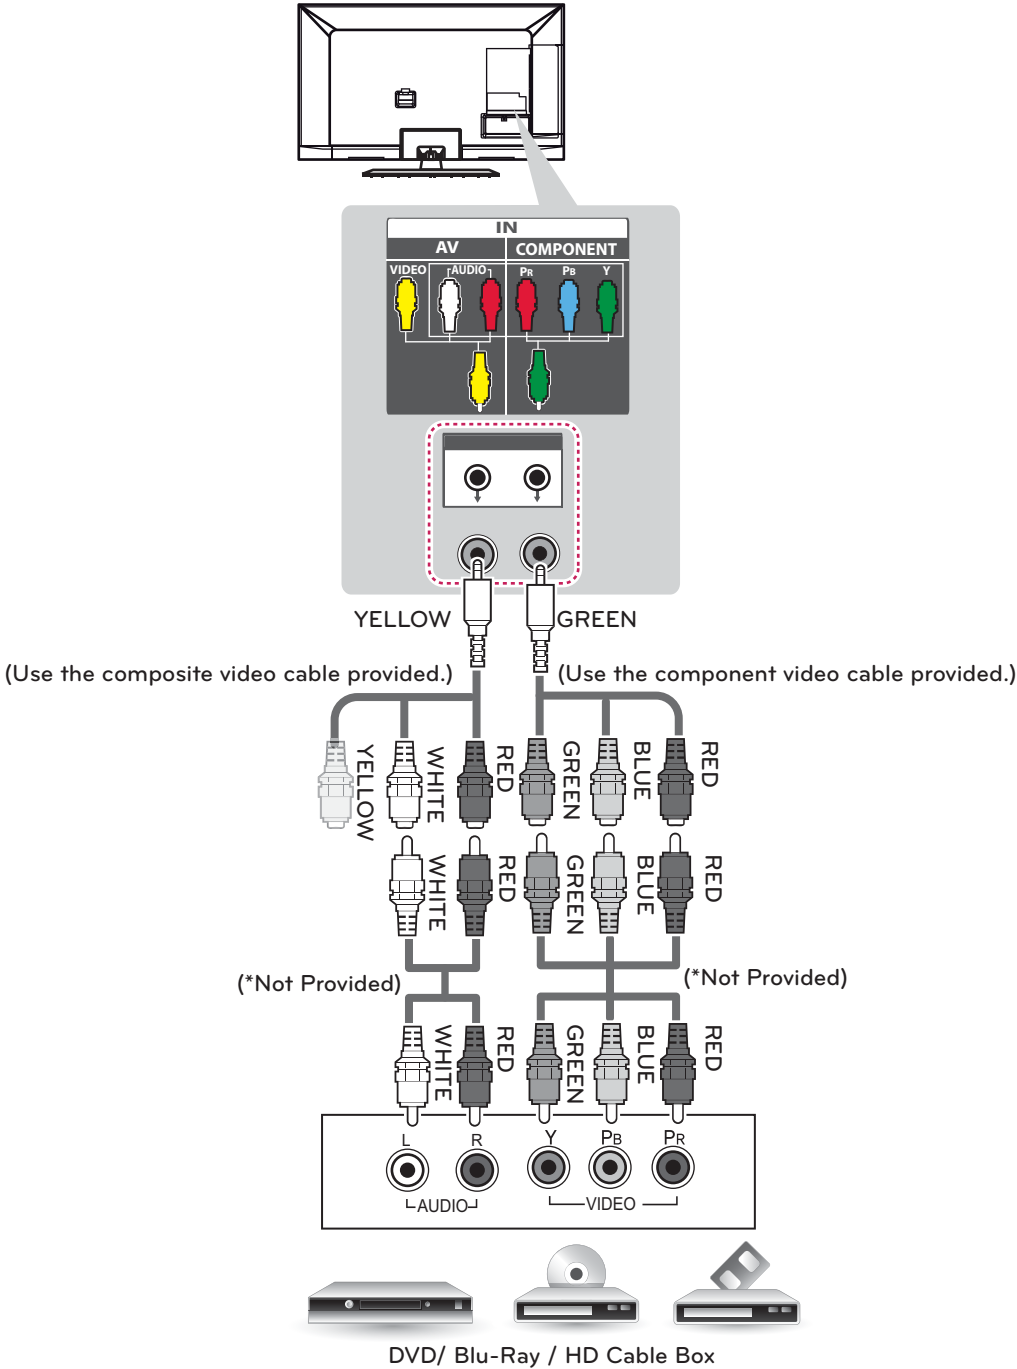 IN
AV COMPONENT
VIDEO AUDIO PR PB Y
YELLOW GREEN
(Use the composite video cable provided.) (Use the component video cable provided.)
YELLOW WHITE RED GREEN BLUE RED
WHITE RED GREEN BLUE RED
(*Not Provided) (*Not Provided)
WHITE RED GREEN BLUE RED
L R Y PB PR
AUDIO VIDEO
DVD/ Blu-Ray / HD Cable Box